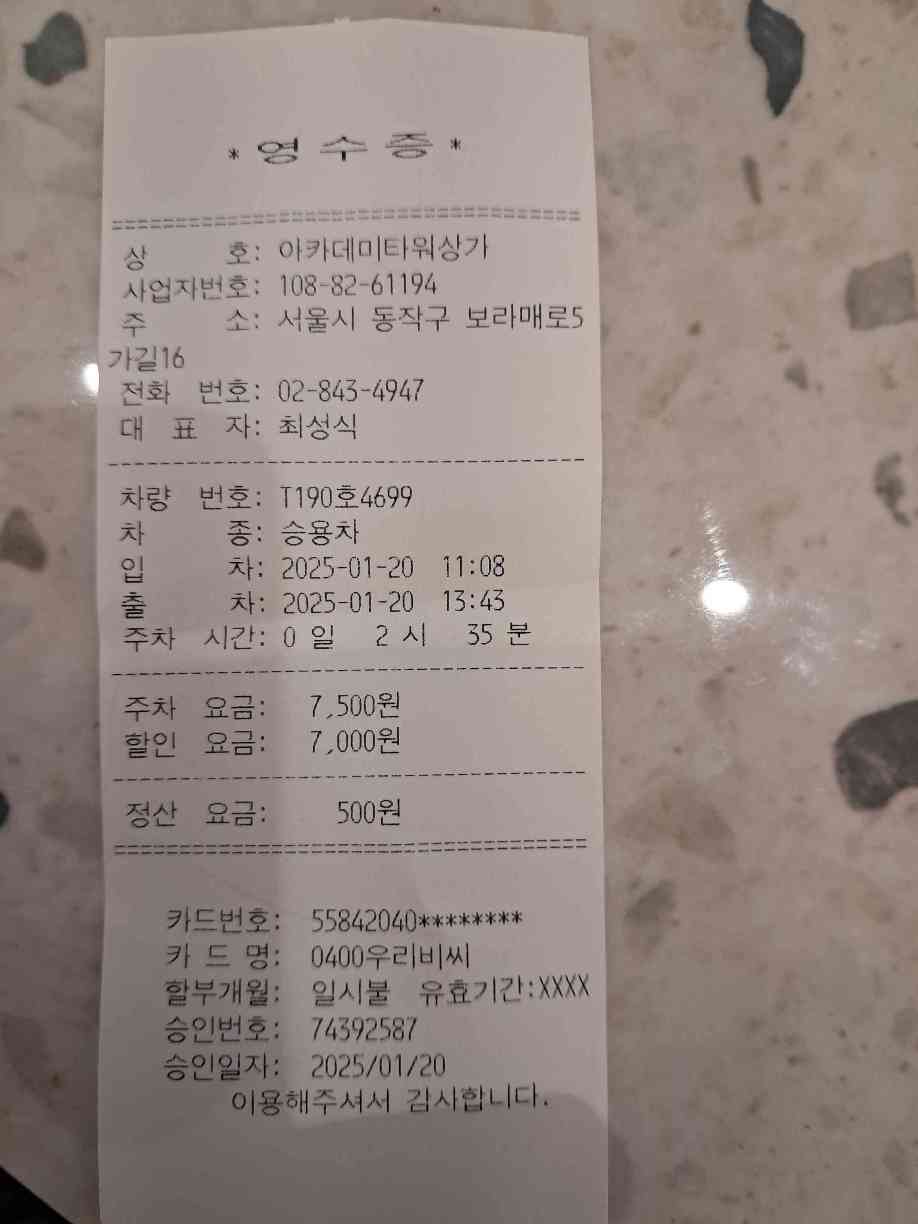 *영수증*
==================================
상 호: 아카데미타워상가
사업자번호: 108-82-61194
주 소: 서울시 동작구 보라매로5
가길16
전화 번호: 02-843-4947
대 표 자: 최성식
----------------------------------
차량 번호: T190호4699
차 종: 승용차
입 차: 2025-01-20 11:08
출 차: 2025-01-20 13:43
주차 시간: 0 일 2 시 35 분
----------------------------------
주차 요금: 7,500원
할인 요금: 7,000원
----------------------------------
정산 요금: 500원
==================================
카드번호: 55842040********
카 드 명: 0400우리비씨
할부개월: 일시불 유효기간:XXXX
승인번호: 74392587
승인일자: 2025/01/20
이용해주셔서 감사합니다.